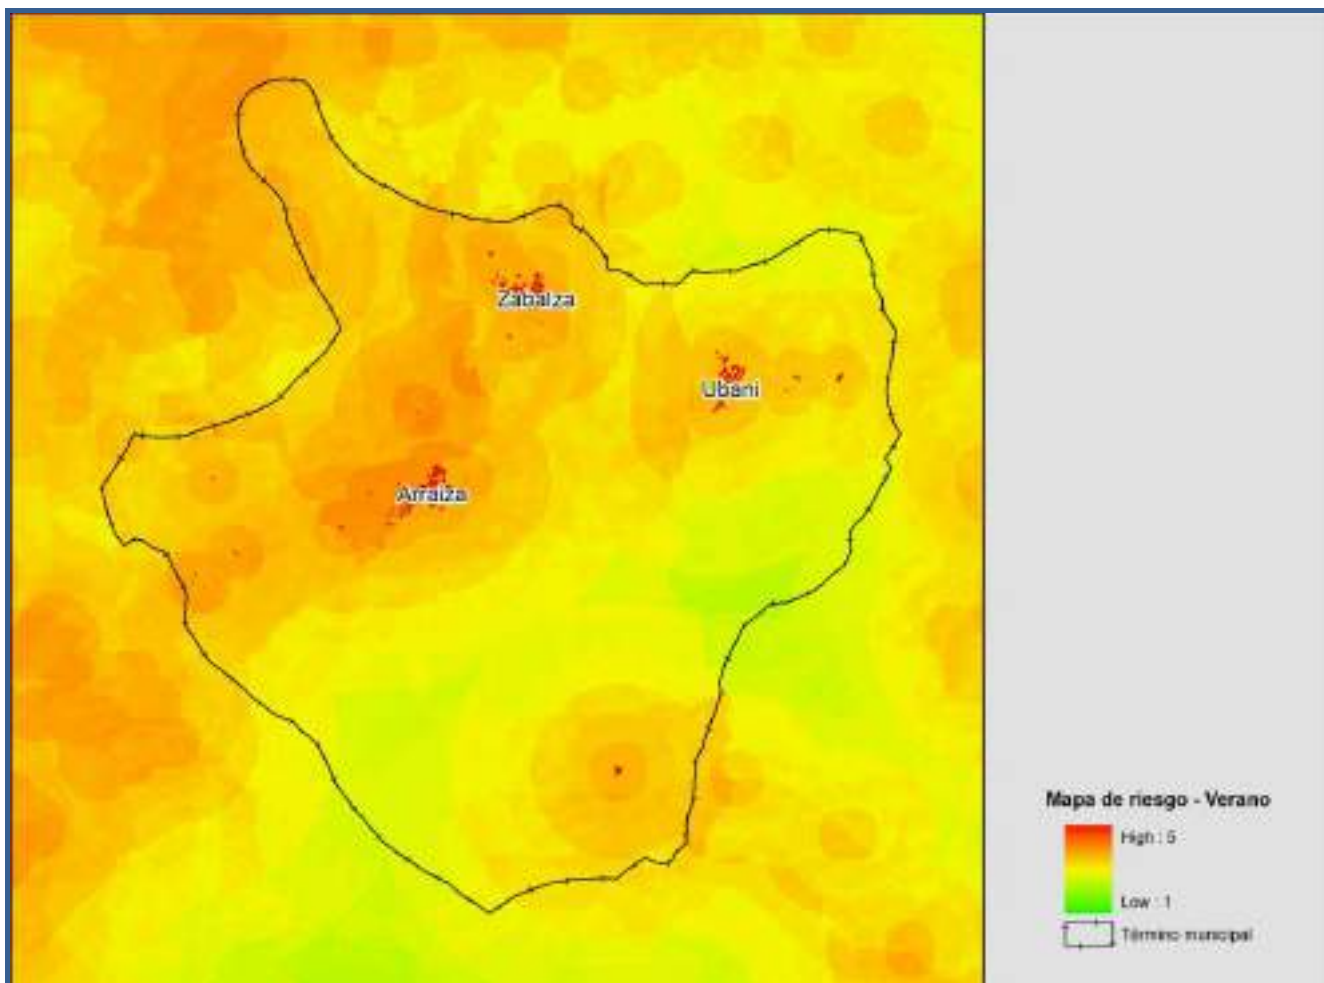 Zabalza
Ubani
Arraiza
Mapa de riesgo - Verano
High : 5
Low : 1
Término municipal